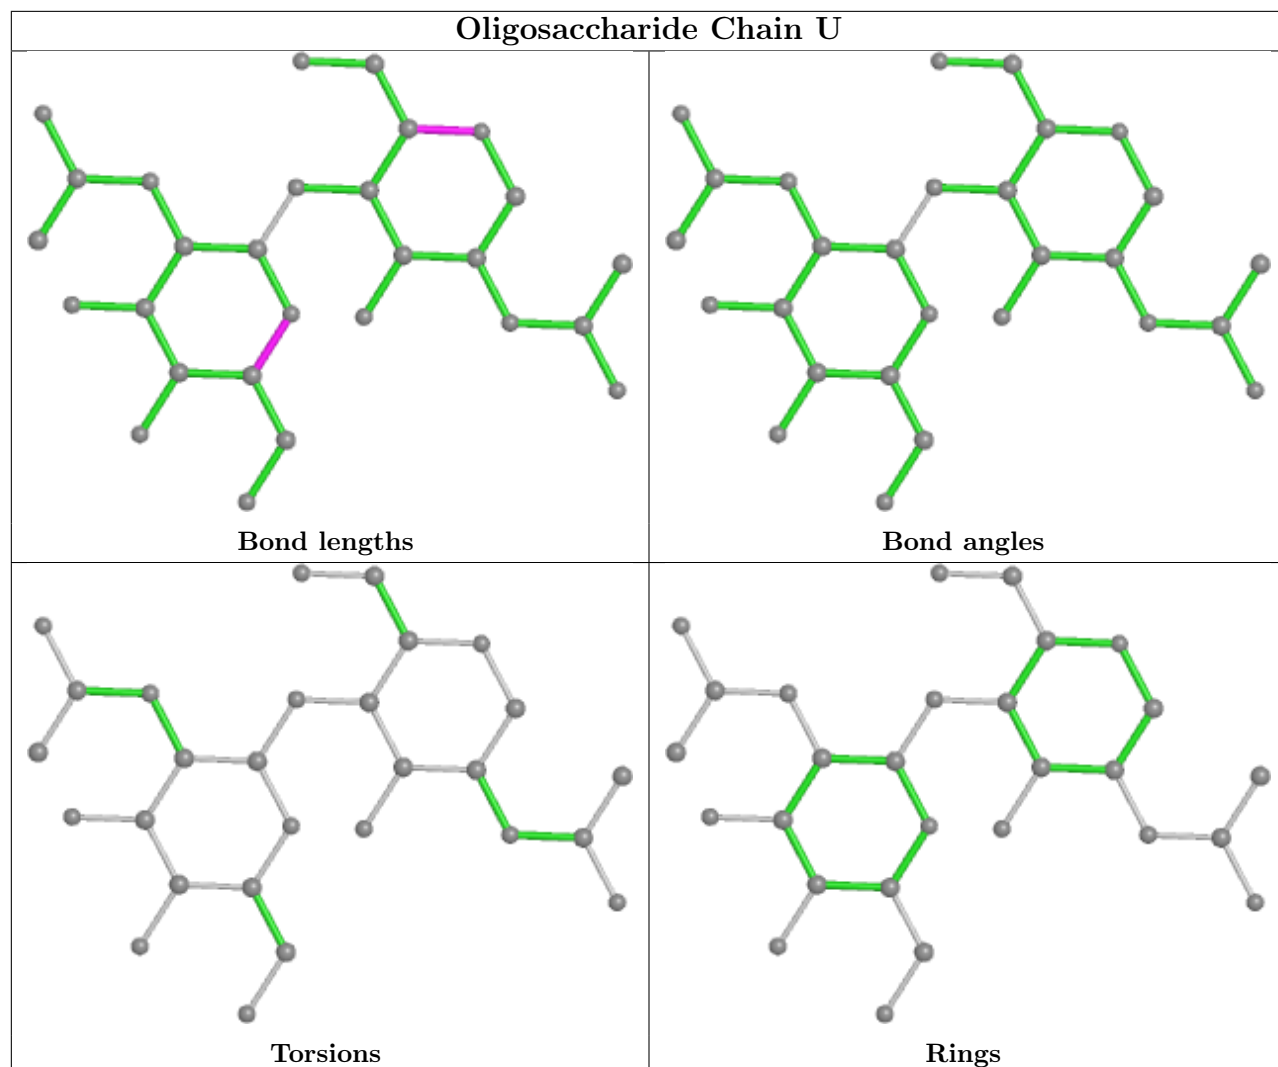 Oligosaccharide Chain U
Bond lengths
Bond angles
Torsions
Rings